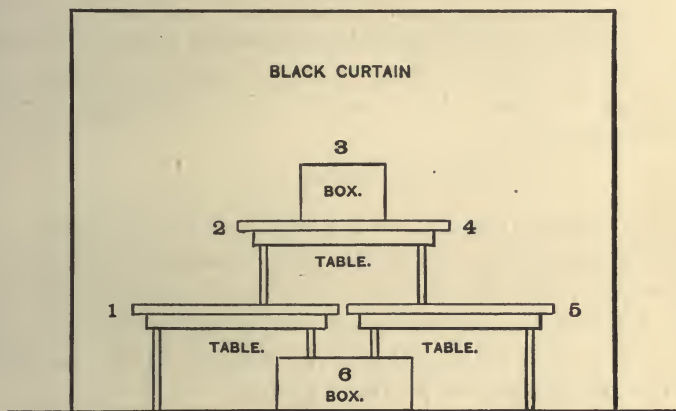 BLACK CURTAIN
3
BOX.
2 4
TABLE.
1 5
TABLE. TABLE.
6
BOX.